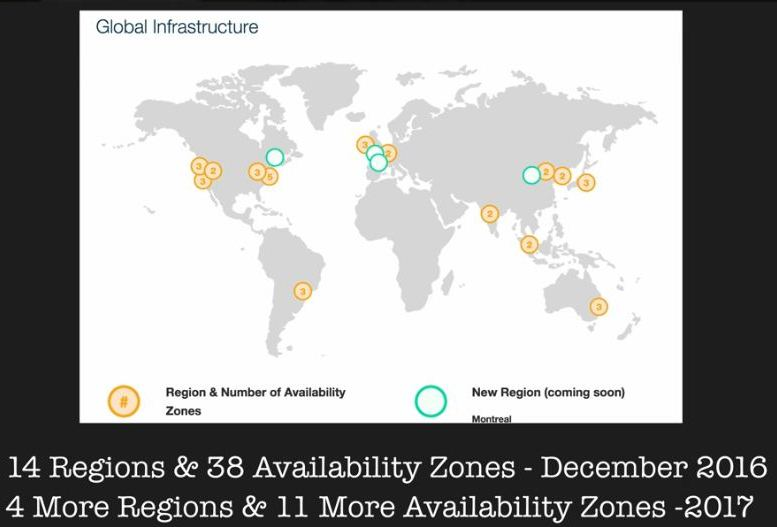 Global Infrastructure
3
2
3
3
5
3
2
2
2
3
2
2
3
3
#
Region & Number of Availability
Zones
New Region (coming soon)
Montreal
14 Regions & 38 Availability Zones - December 2016
4 More Regions & 11 More Availability Zones -2017